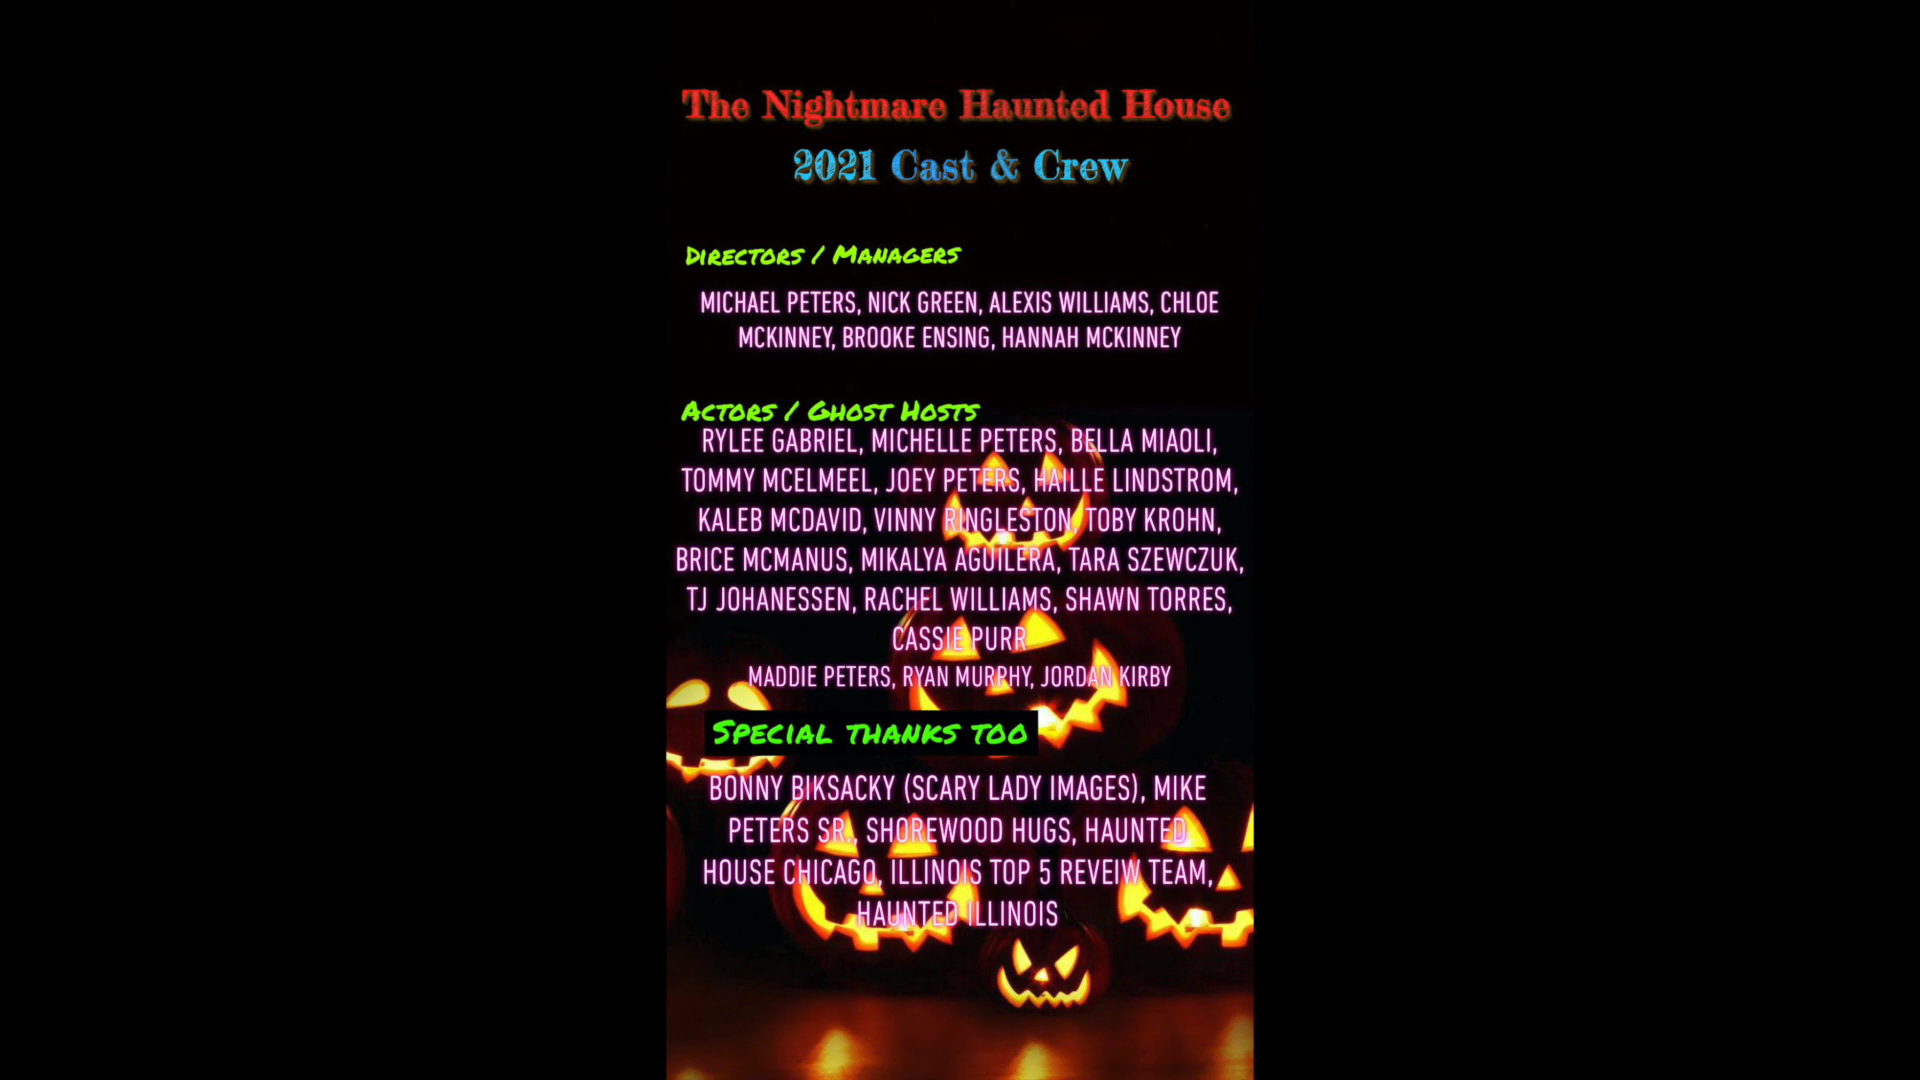 The Nightmare Haunted House
2021 Cast & Crew
Directors / Managers
MICHAEL PETERS, NICK GREEN, ALEXIS WILLIAMS, CHLOE
MCKINNEY, BROOKE ENSING, HANNAH MCKINNEY
Actors / Ghost Hosts
RYLEE GABRIEL, MICHELLE PETERS, BELLA MIAOLI,
TOMMY MCELMEEL, JOEY PETERS, HAILLE LINDSTROM,
KALEB MCDAVID, VINNY RINGLESTON, TOBY KROHN,
BRICE MCMANUS, MIKALYA AGUILERA, TARA SZEWCZUK,
TJ JOHANESSEN, RACHEL WILLIAMS, SHAWN TORRES,
CASSIE PURR
MADDIE PETERS, RYAN MURPHY, JORDAN KIRBY
Special thanks too
BONNY BIKSACKY (SCARY LADY IMAGES), MIKE
PETERS SR., SHOREWOOD HUGS, HAUNTED
HOUSE CHICAGO, ILLINOIS TOP 5 REVEIW TEAM,
HAUNTED ILLINOIS